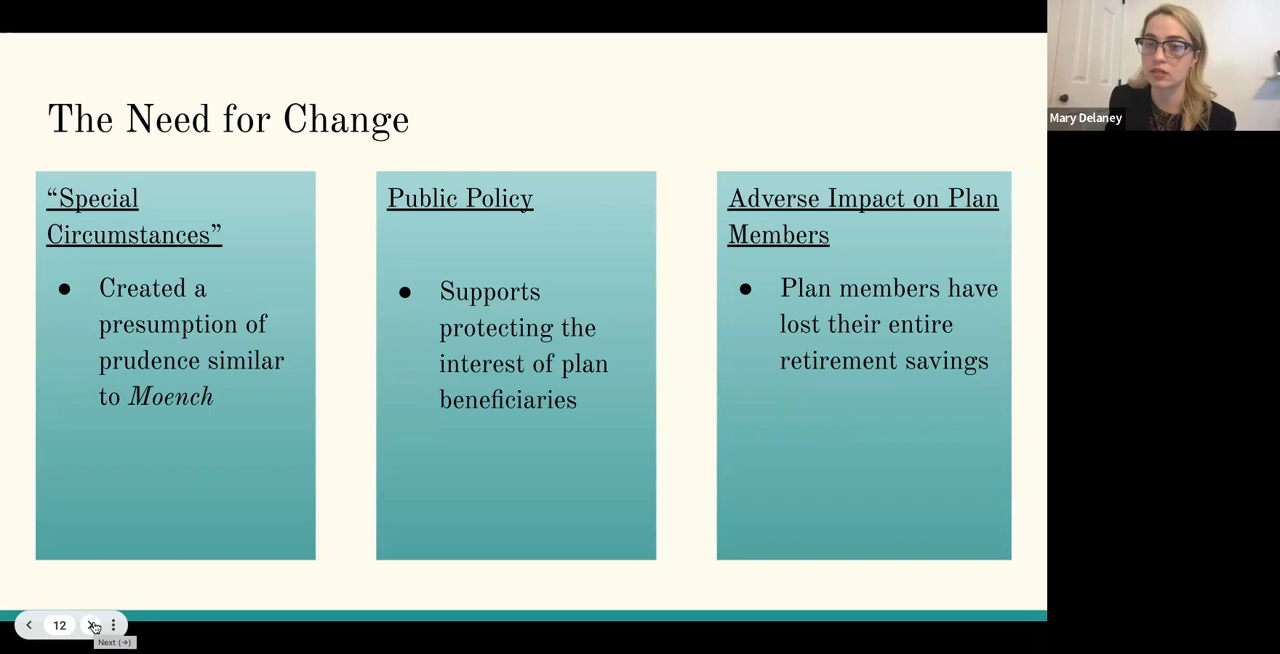 The Need for Change
“Special
Circumstances”
● Created a
presumption of
prudence similar
to Moench
Public Policy
● Supports
protecting the
interest of plan
beneficiaries
Adverse Impact on Plan
Members
● Plan members have
lost their entire
retirement savings
Mary Delaney
12
Next (→)